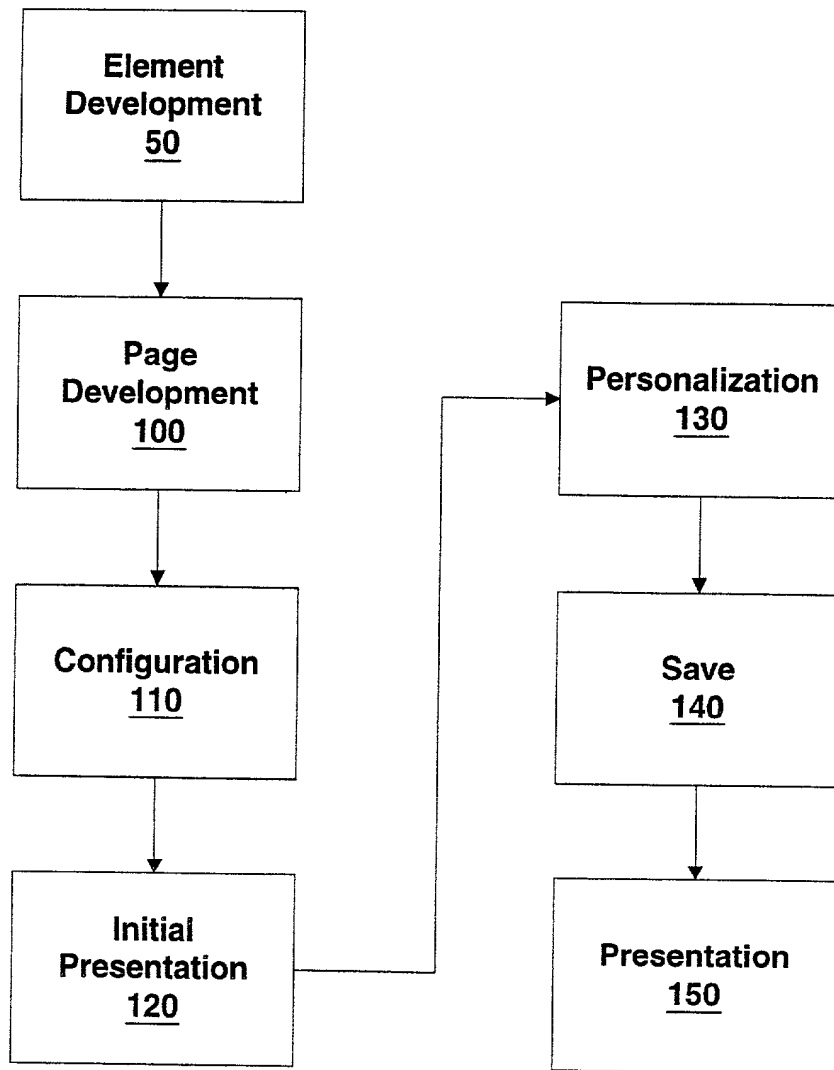 Element
Development
50
Page
Development
100
Configuration
110
Initial
Presentation
120
Personalization
130
Save
140
Presentation
150